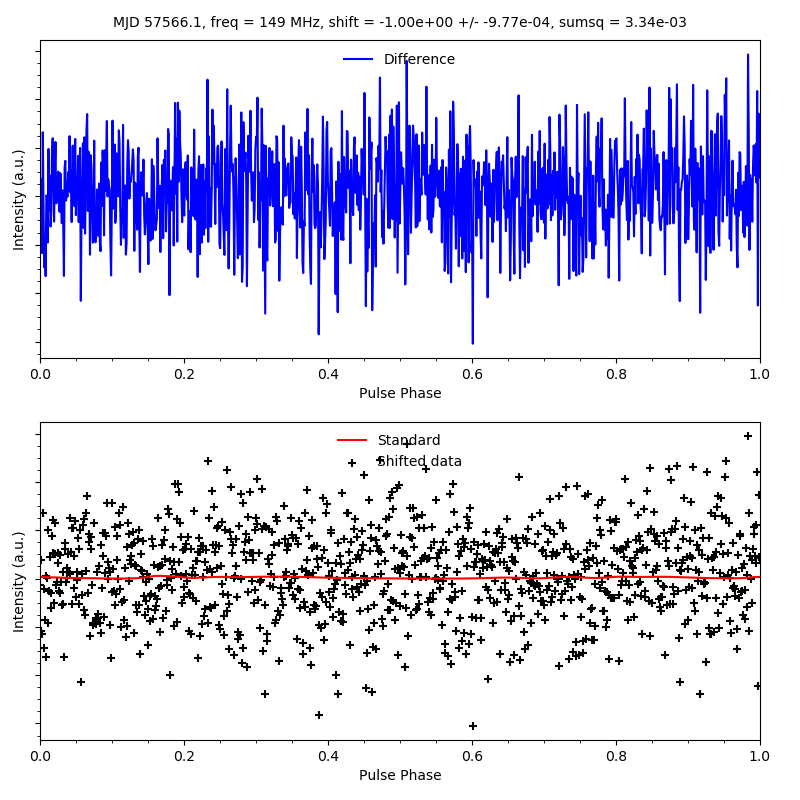 MJD 57566.1, freq = 149 MHz, shift = -1.00e+00 +/- -9.77e-04, sumsq = 3.34e-03
Difference
Intensity (a.u.)
0.0 0.2 0.4 0.6 0.8 1.0
Pulse Phase
Standard
Shifted data
Intensity (a.u.)
0.0 0.2 0.4 0.6 0.8 1.0
Pulse Phase